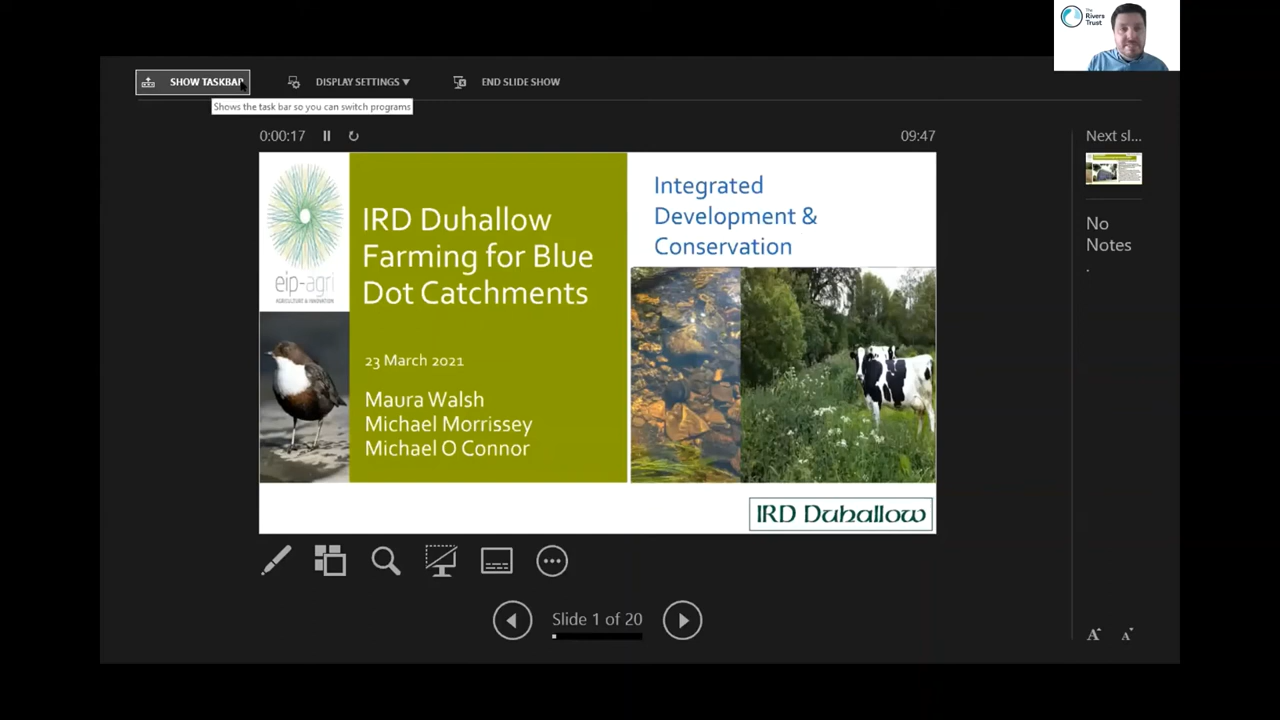 The
Rivers
Trust
SHOW TASKBAR
DISPLAY SETTINGS ▼
END SLIDE SHOW
Shows the task bar so you can switch programs
0:00:17
09:47
Next sl...
eip-agri
AGRICULTURE & INNOVATION
IRD Duhallow
Farming for Blue
Dot Catchments
23 March 2021
Maura Walsh
Michael Morrissey
Michael O Connor
Integrated
Development &
Conservation
IRD Duhallow
No
Notes
.
Slide 1 of 20
A
A